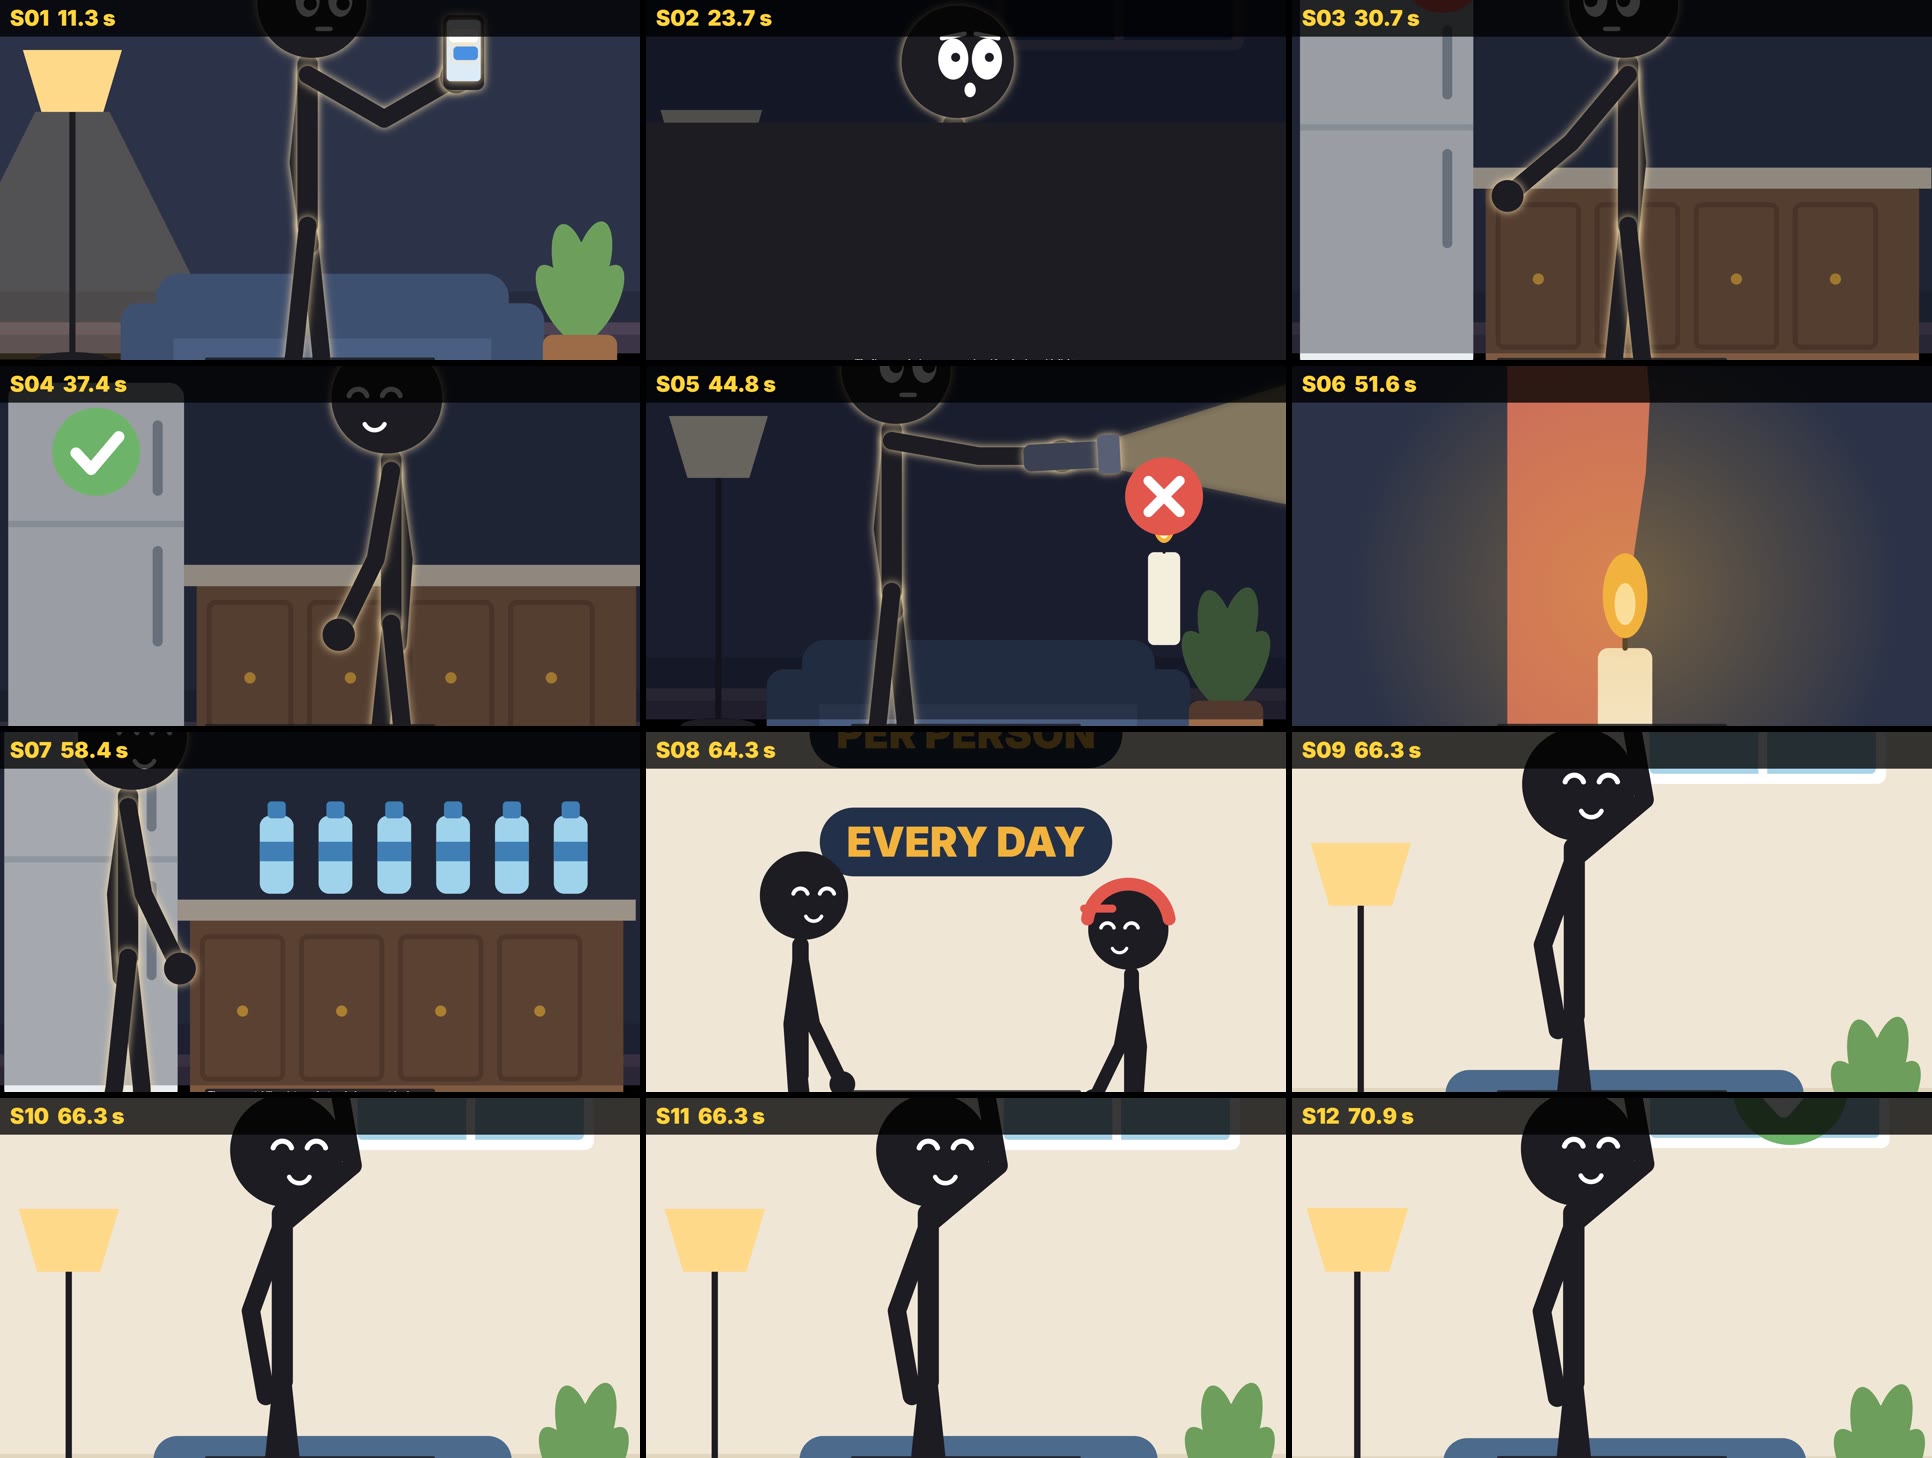 S01 11.3 s
S02 23.7 s
S03 30.7 s
S04 37.4 s
S05 44.8 s
S06 51.6 s
S07 58.4 s
S08 64.3 s
PER PERSON
EVERY DAY
S09 66.3 s
S10 66.3 s
S11 66.3 s
S12 70.9 s